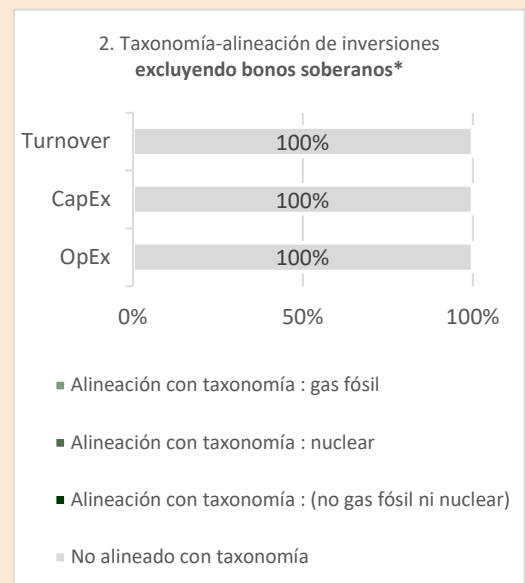 2. Taxonomía-alineación de inversiones
excluyendo bonos soberanos*
Turnover
100%
CapEx
100%
OpEx
100%
0%
50%
100%
Alineación con taxonomía : gas fósil
Alineación con taxonomía : nuclear
Alineación con taxonomía : (no gas fósil ni nuclear)
No alineado con taxonomía